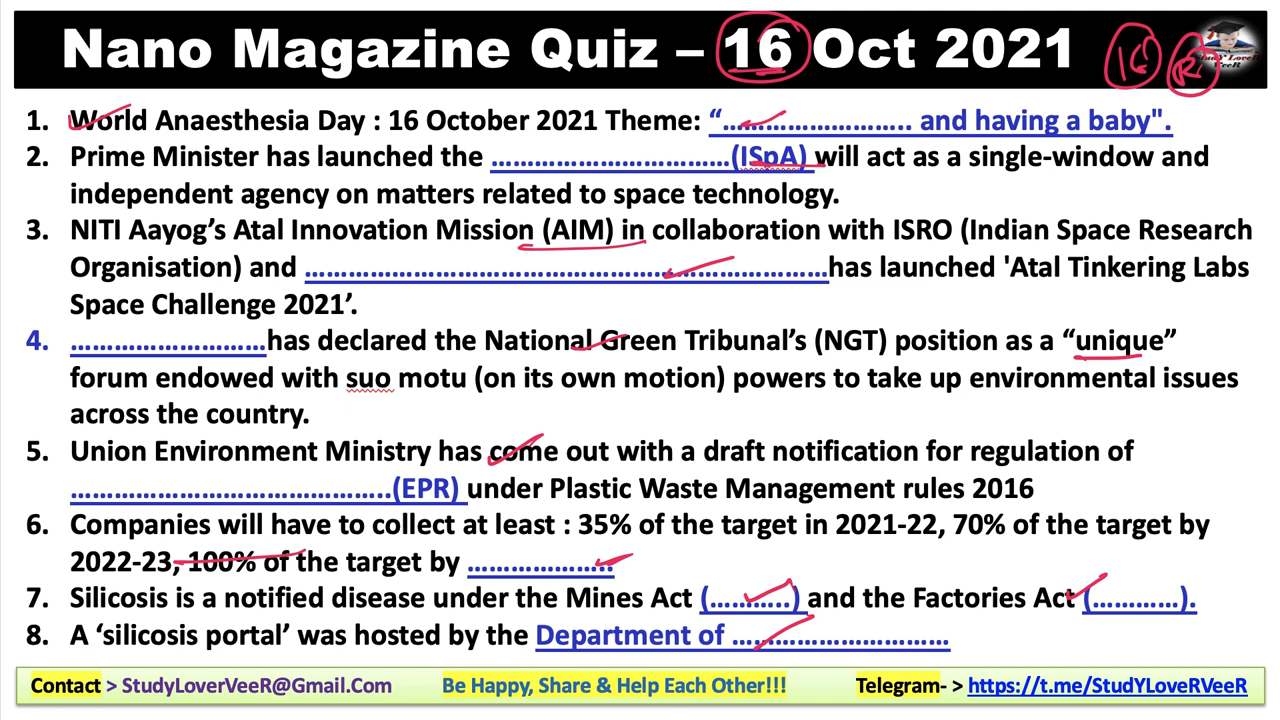 Nano Magazine Quiz – 16 Oct 2021 16 R
StudY LoveR
VeeR
1. World Anaesthesia Day : 16 October 2021 Theme: “………………………….. and having a baby".
2. Prime Minister has launched the ……………………………(ISpA) will act as a single-window and
independent agency on matters related to space technology.
3. NITI Aayog’s Atal Innovation Mission (AIM) in collaboration with ISRO (Indian Space Research
Organisation) and ………………………………………………………………has launched 'Atal Tinkering Labs
Space Challenge 2021’.
4. ………………………has declared the National Green Tribunal’s (NGT) position as a “unique”
forum endowed with suo motu (on its own motion) powers to take up environmental issues
across the country.
5. Union Environment Ministry has come out with a draft notification for regulation of
……………………………………..(EPR) under Plastic Waste Management rules 2016
6. Companies will have to collect at least : 35% of the target in 2021-22, 70% of the target by
2022-23, 100% of the target by ………………..
7. Silicosis is a notified disease under the Mines Act (………..) and the Factories Act (…………).
8. A ‘silicosis portal’ was hosted by the Department of …………………………
Contact > StudyLoverVeeR@Gmail.Com Be Happy, Share & Help Each Other!!! Telegram- > https://t.me/StudYLoveRVeeR